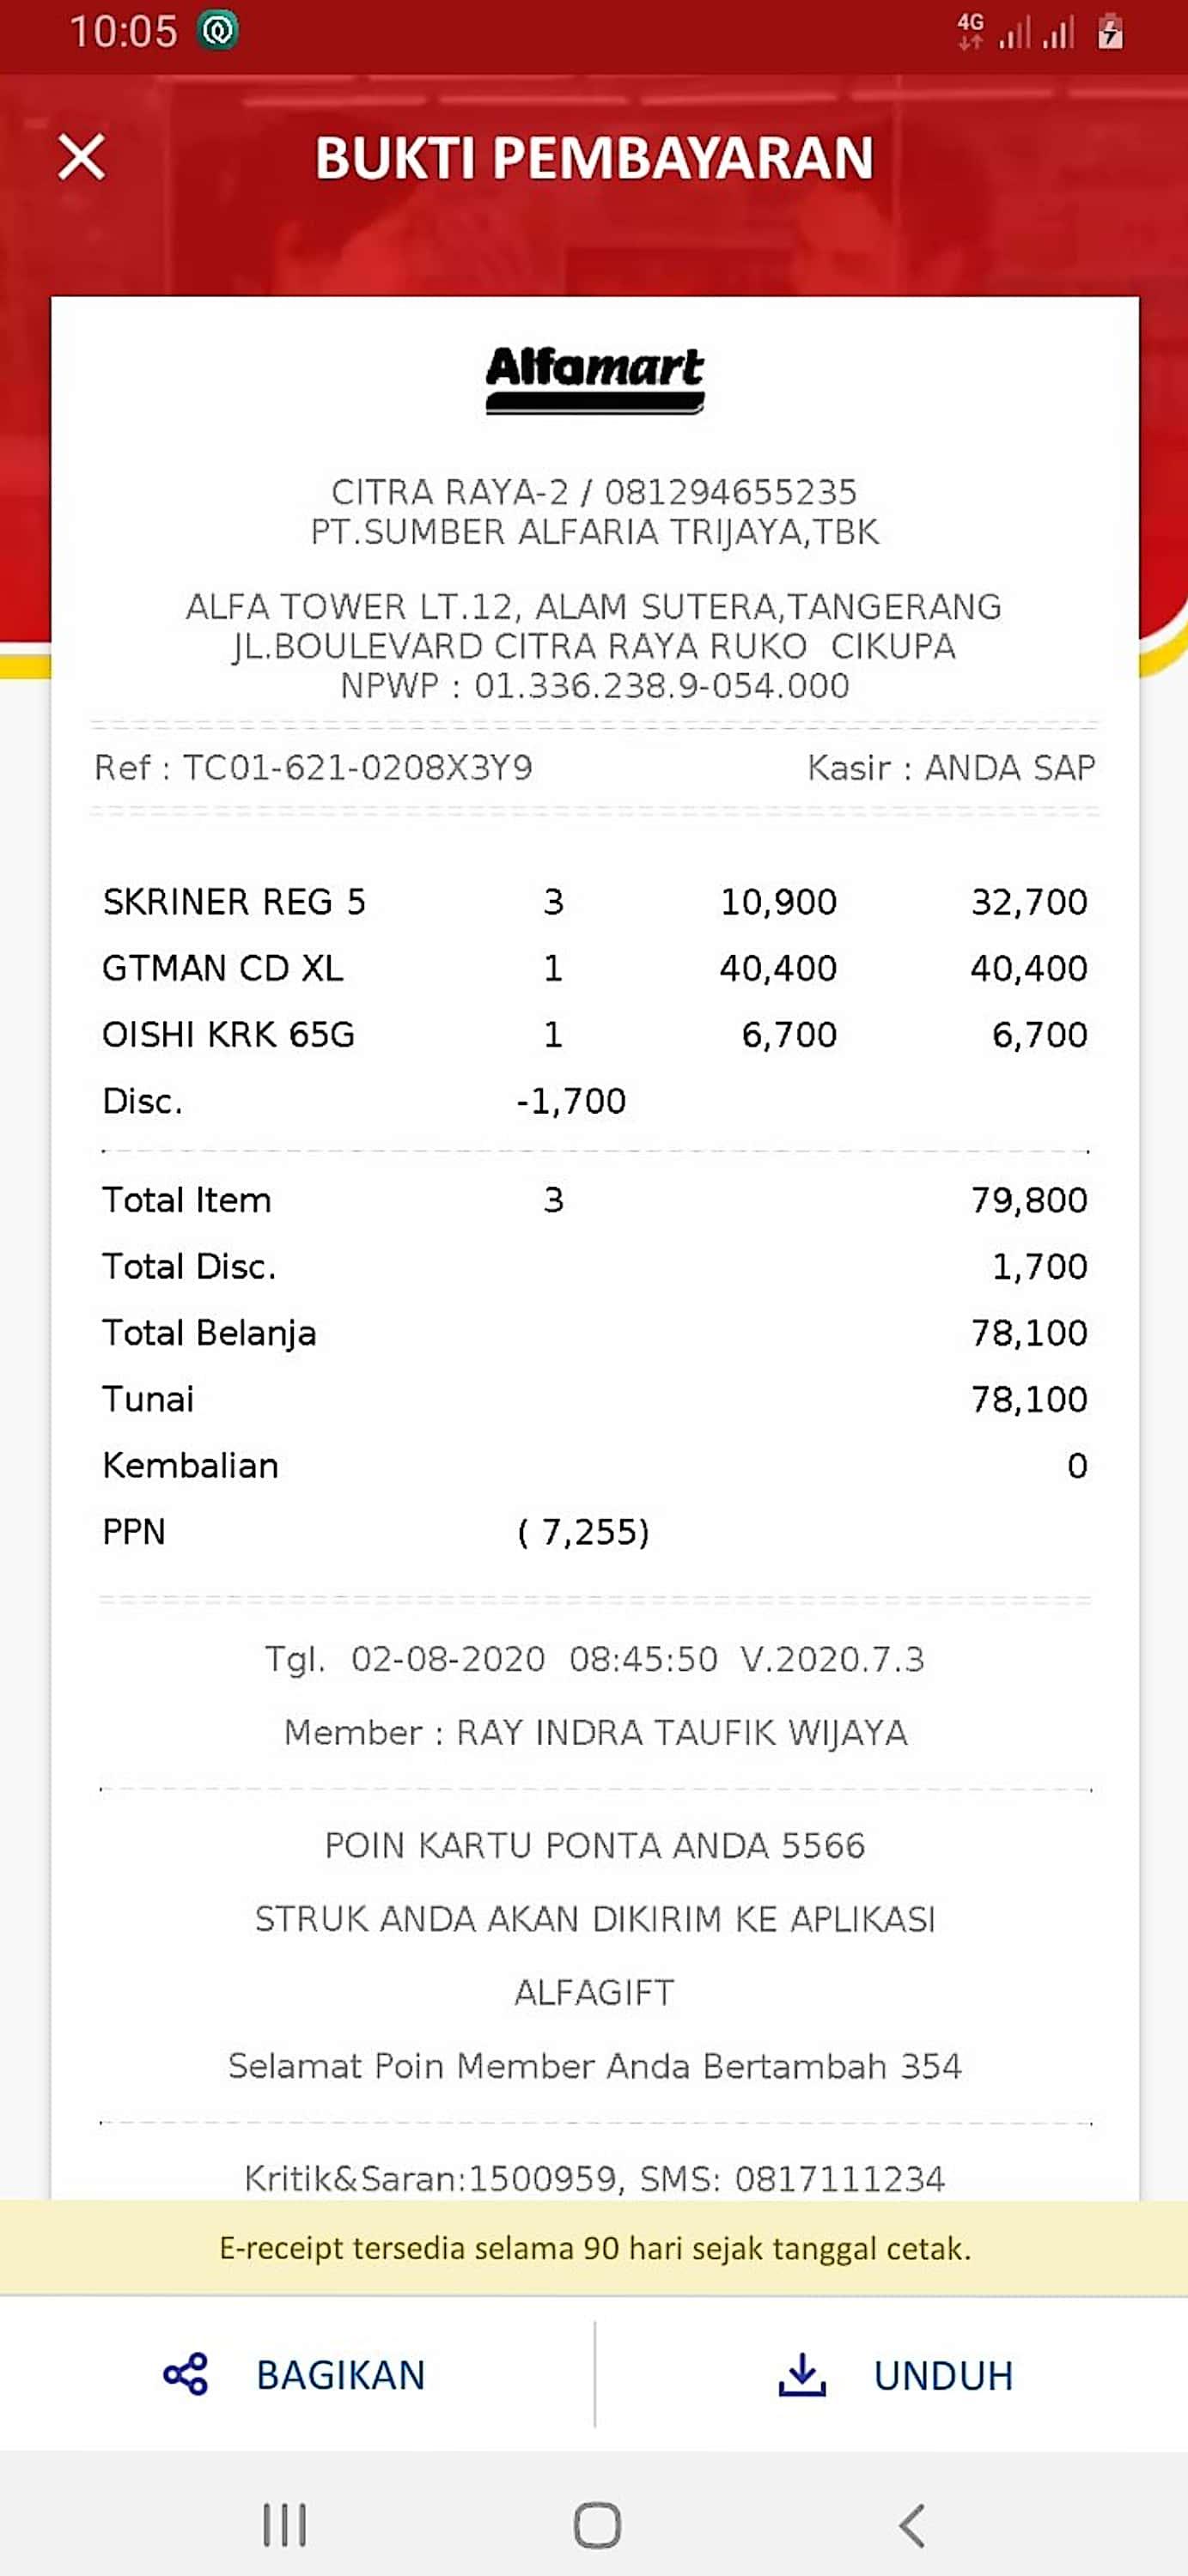 10:05 4G
BUKTI PEMBAYARAN
Alfamart
CITRA RAYA-2 / 081294655235
PT.SUMBER ALFARIA TRIJAYA,TBK
ALFA TOWER LT.12, ALAM SUTERA,TANGERANG
JL.BOULEVARD CITRA RAYA RUKO CIKUPA
NPWP : 01.336.238.9-054.000
Ref : TC01-621-0208X3Y9 Kasir : ANDA SAP
SKRINER REG 5 3 10,900 32,700
GTMAN CD XL 1 40,400 40,400
OISHI KRK 65G 1 6,700 6,700
Disc. -1,700
Total Item 3 79,800
Total Disc. 1,700
Total Belanja 78,100
Tunai 78,100
Kembalian 0
PPN ( 7,255)
Tgl. 02-08-2020 08:45:50 V.2020.7.3
Member : RAY INDRA TAUFIK WIJAYA
POIN KARTU PONTA ANDA 5566
STRUK ANDA AKAN DIKIRIM KE APLIKASI
ALFAGIFT
Selamat Poin Member Anda Bertambah 354
Kritik&Saran:1500959, SMS: 0817111234
E-receipt tersedia selama 90 hari sejak tanggal cetak.
BAGIKAN UNDUH